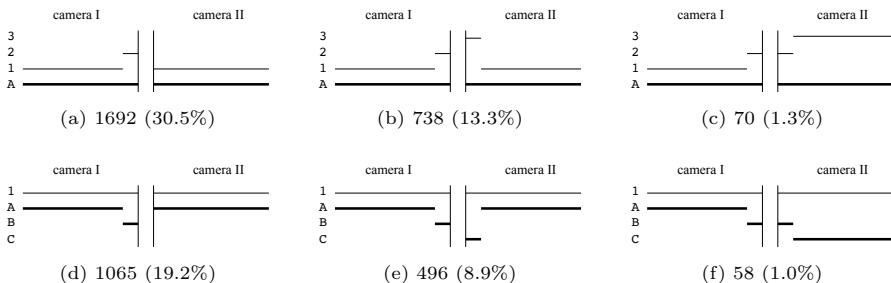 camera I camera II camera I camera II camera I camera II
3 3 3
2 2 2
1 1 1
A A A
(a) 1692 (30.5%) (b) 738 (13.3%) (c) 70 (1.3%)
camera I camera II camera I camera II camera I camera II
1 1 1
A A A
B B B
C C C
(d) 1065 (19.2%) (e) 496 (8.9%) (f) 58 (1.0%)